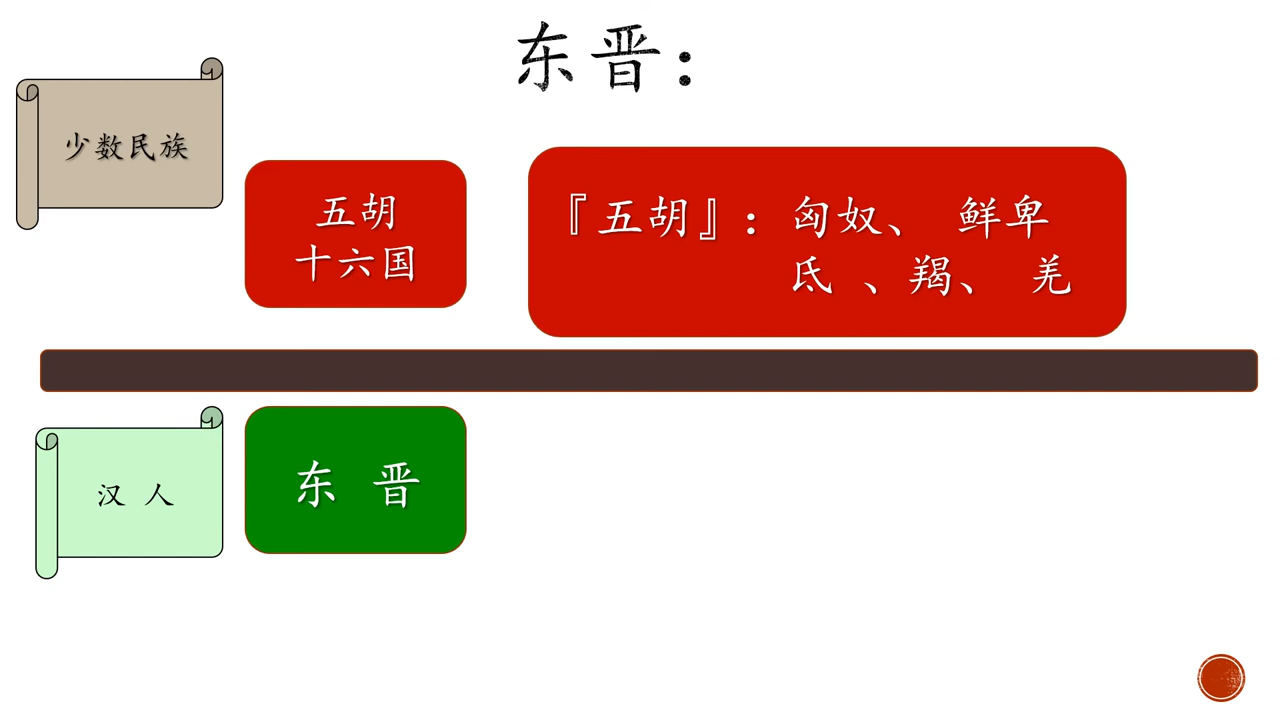 东晋：
少数民族
五胡
十六国
『五胡』：匈奴、 鲜卑
氐 、羯、 羌
汉 人
东 晋